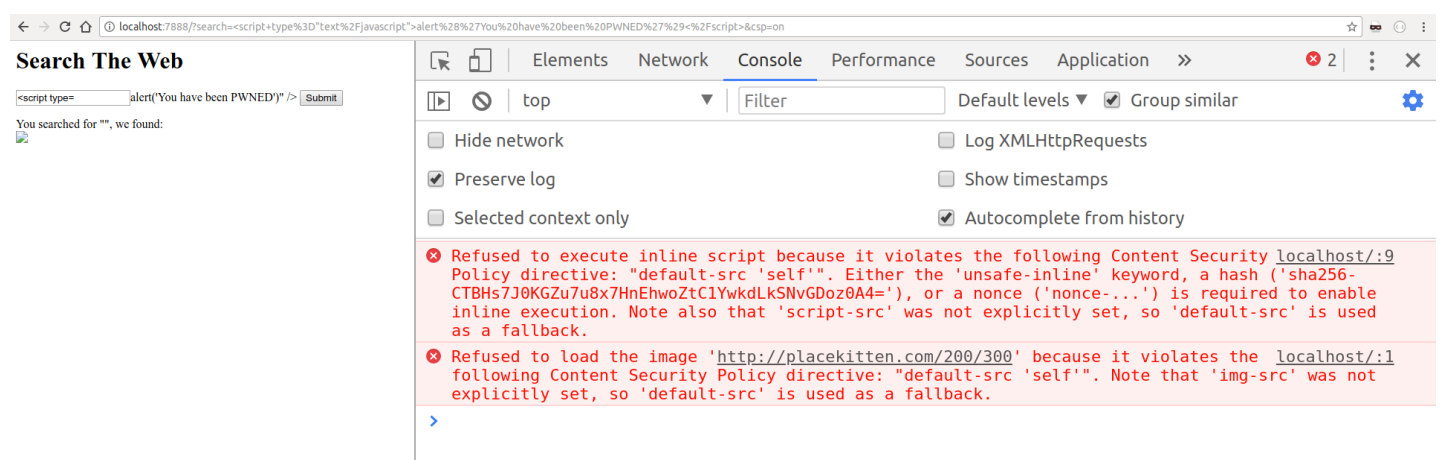 localhost:7888/?search=<script+type%3D"text%2Fjavascript">alert%28%27You%20have%20been%20PWNED%27%29<%2Fscript>&csp=on
Search The Web
<script type= alert('You have been PWNED')" /> Submit
You searched for "", we found:
Elements Network Console Performance Sources Application » 2
top Filter Default levels Group similar
Hide network Log XMLHttpRequests
Preserve log Show timestamps
Selected context only Autocomplete from history
Refused to execute inline script because it violates the following Content Security localhost/:9
Policy directive: "default-src 'self'". Either the 'unsafe-inline' keyword, a hash ('sha256-
CTBHs7J0KGZu7u8x7HnEhwoZtC1YwkdLkSNvGDoz0A4='), or a nonce ('nonce-...') is required to enable
inline execution. Note also that 'script-src' was not explicitly set, so 'default-src' is used
as a fallback.
Refused to load the image 'http://placekitten.com/200/300' because it violates the localhost/:1
following Content Security Policy directive: "default-src 'self'". Note that 'img-src' was not
explicitly set, so 'default-src' is used as a fallback.